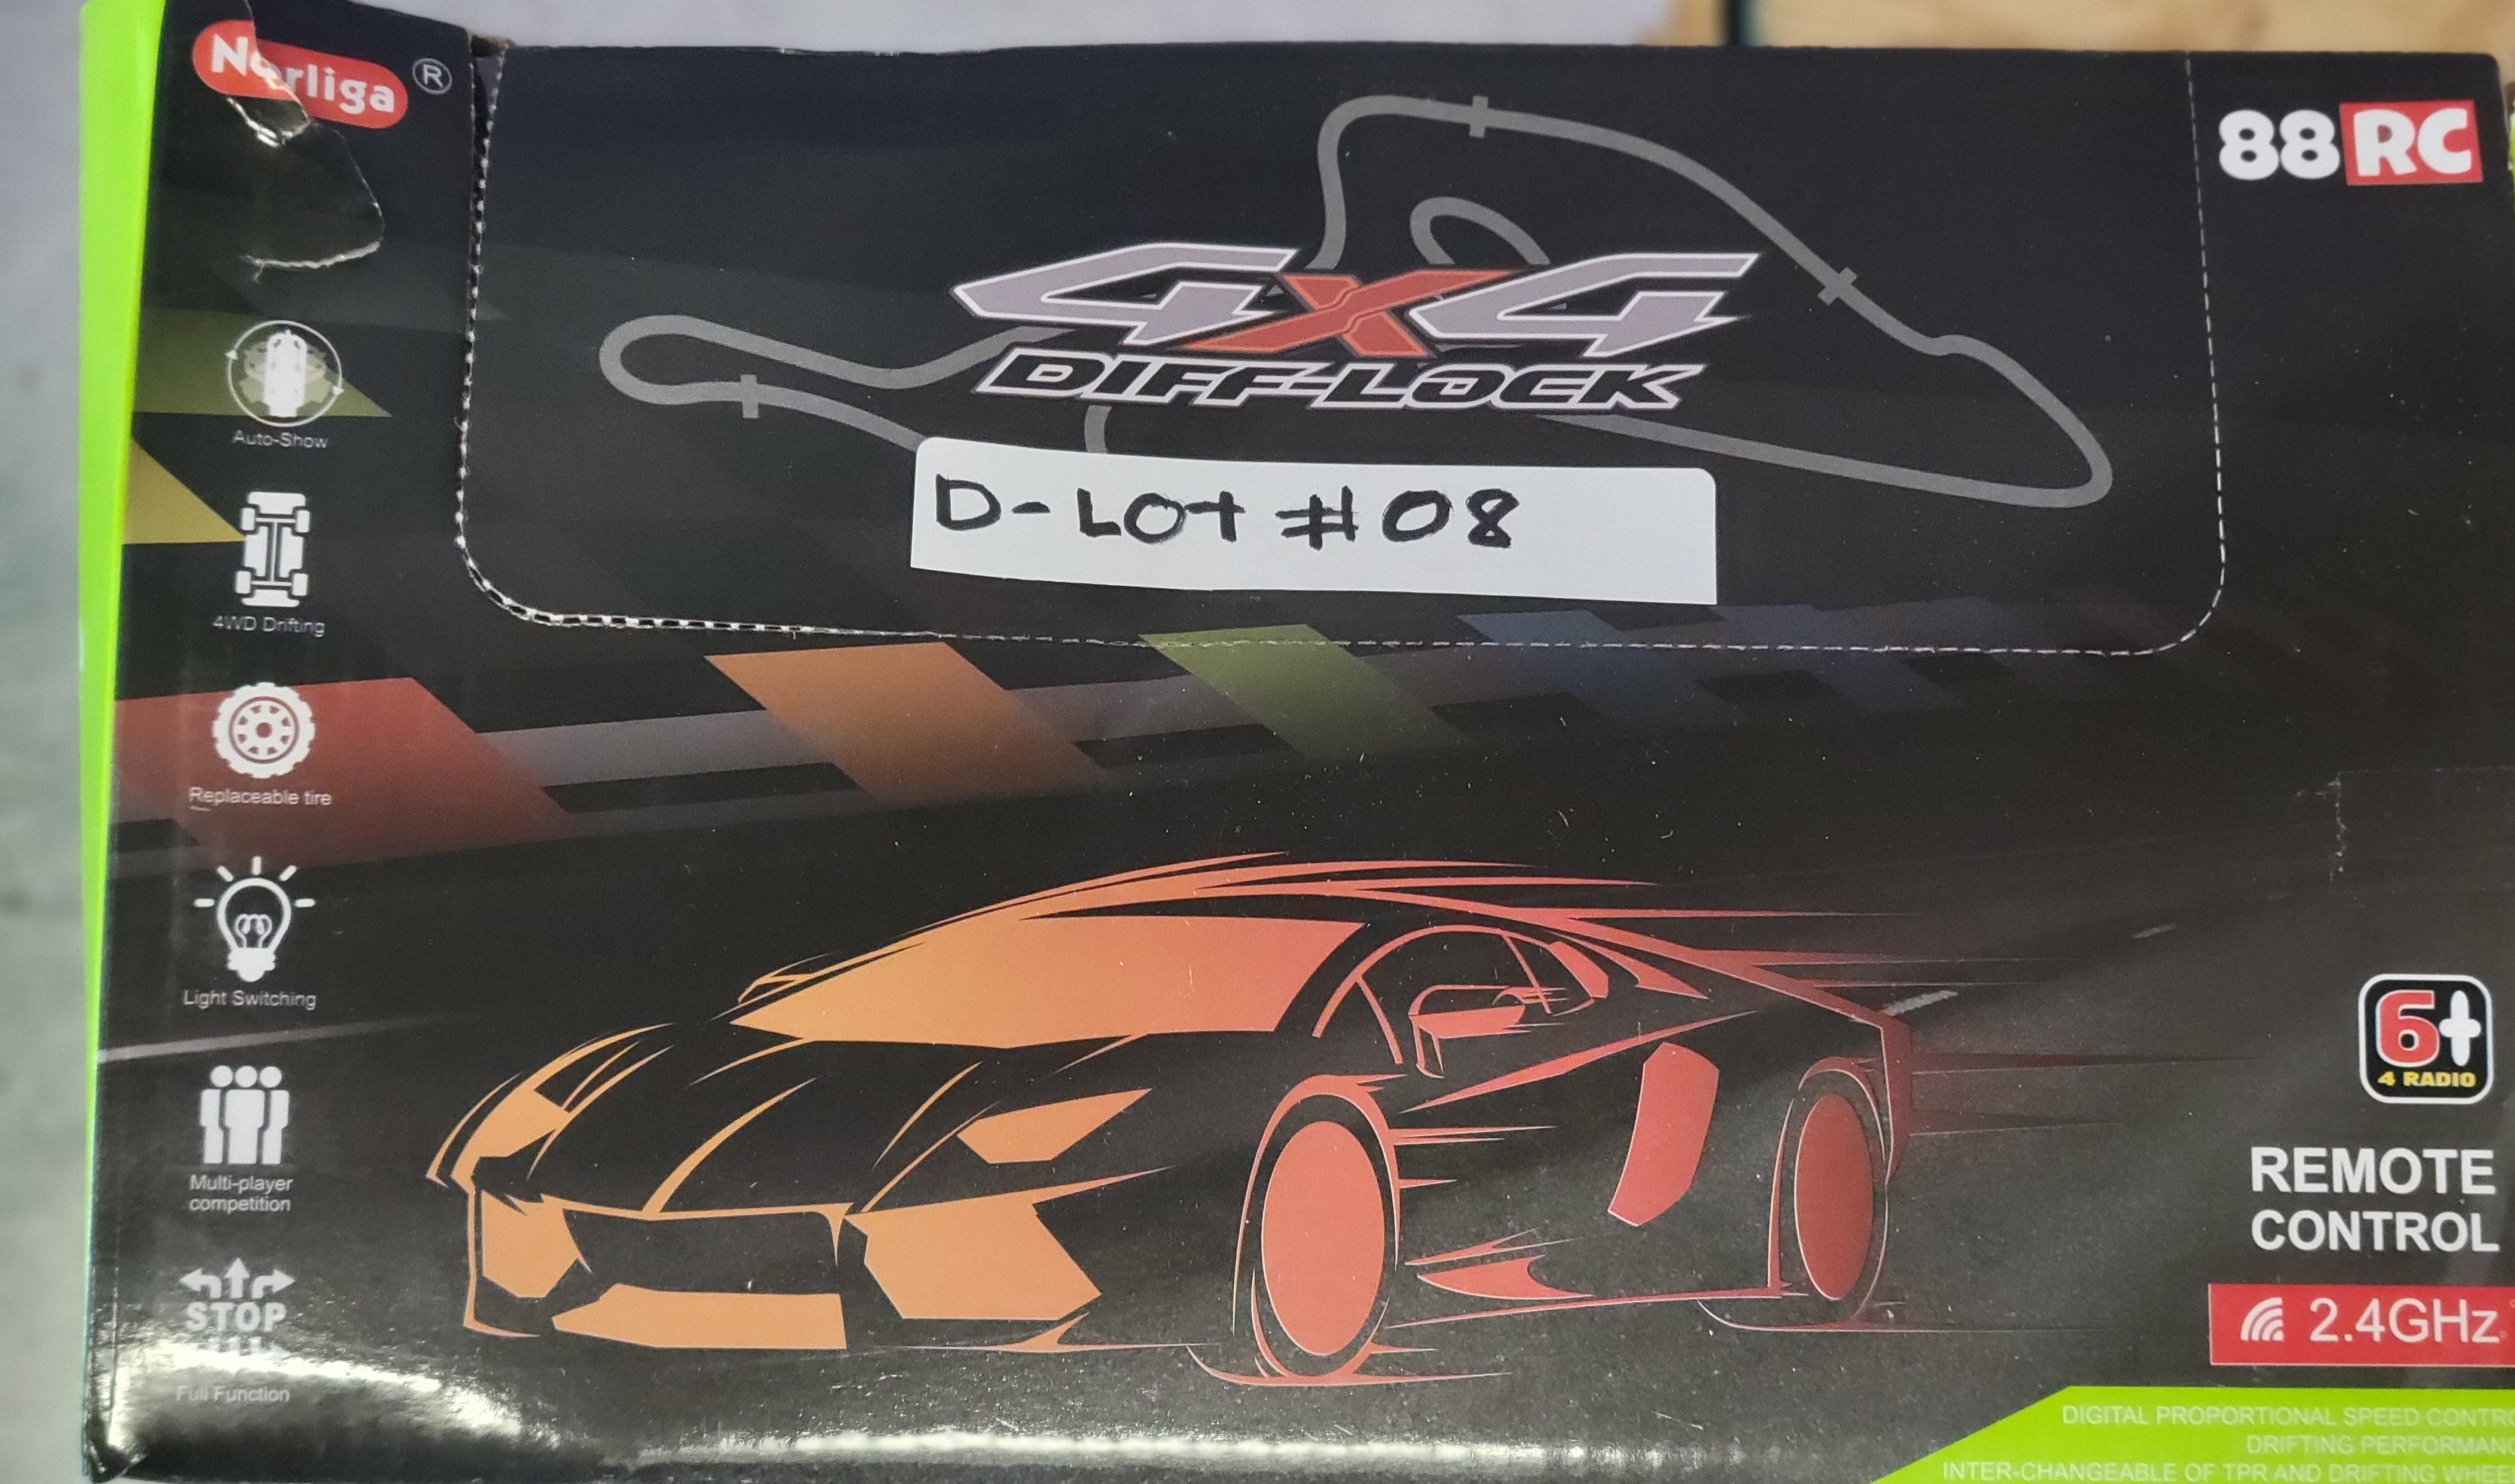 Norliga ®
88RC
4x4
DIFF-LOCK
D-LOT #08
Auto-Show
4WD Drifting
Replaceable tire
Light Switching
Multi-player
competition
STOP
Full Function
6+
4 RADIO
REMOTE
CONTROL
2.4GHz
DIGITAL PROPORTIONAL SPEED
DRIFTING
INTER-CHANGEABLE OF TPR AND DRIFTING